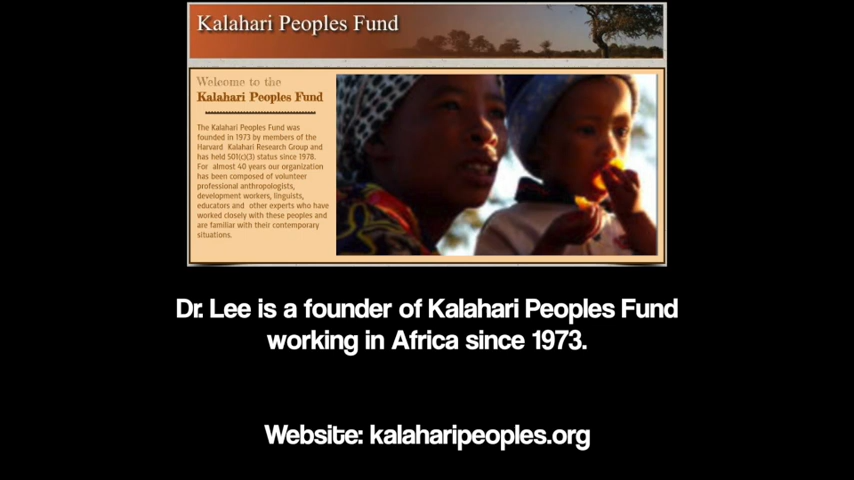 Kalahari Peoples Fund
Welcome to the
Kalahari Peoples Fund
The Kalahari Peoples Fund was
founded in 1973 by members of the
Harvard Kalahari Research Group and
has held 501(c)(3) status since 1978.
For almost 40 years our organization
has been composed of volunteer
professional anthropologists,
development workers, linguists,
educators and other experts who have
worked closely with these peoples and
are familiar with their contemporary
situations.
Dr. Lee is a founder of Kalahari Peoples Fund
working in Africa since 1973.
Website: kalaharipeoples.org